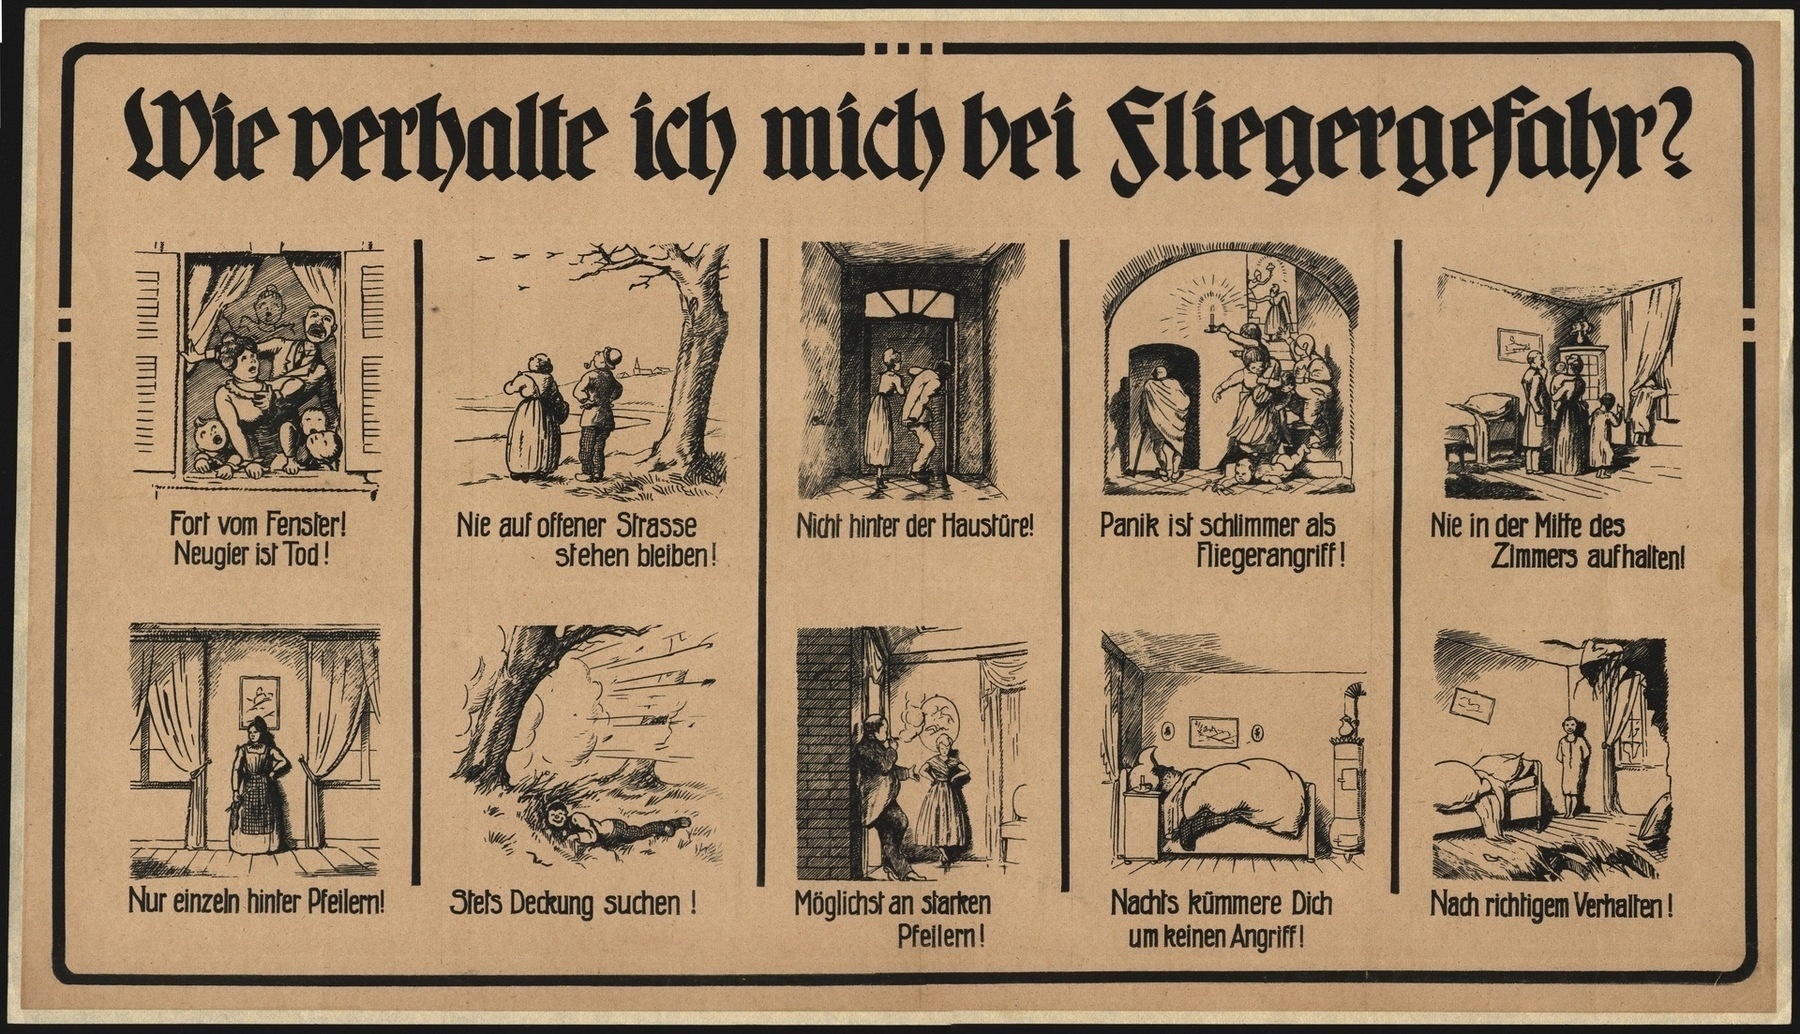 Wie verhalte ich mich bei Fliegergefahr?
Fort vom Fenster!
Neugier ist Tod!
Nie auf offener Strasse
stehen bleiben!
Nicht hinter der Haustüre!
Panik ist schlimmer als
Fliegerangriff!
Nie in der Mitte des
Zimmers aufhalten!
Nur einzeln hinter Pfeilern!
Stets Deckung suchen!
Möglichst an starken
Pfeilern!
Nachts kümmere Dich
um keinen Angriff!
Nach richtigem Verhalten!